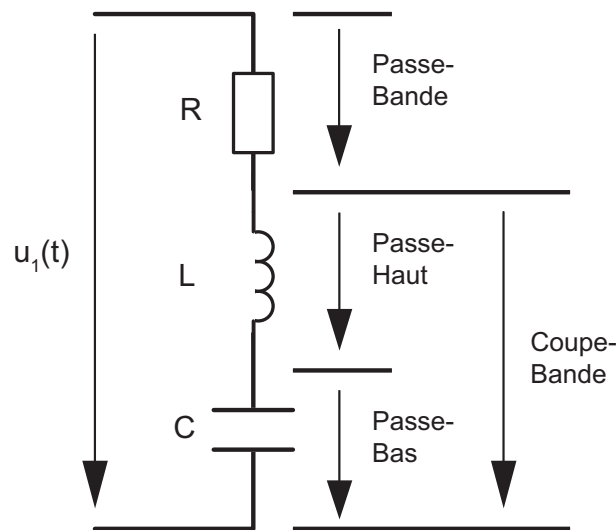 Passe-
Bande
R
u₁(t)
L
Passe-
Haut
Coupe-
Bande
C
Passe-
Bas